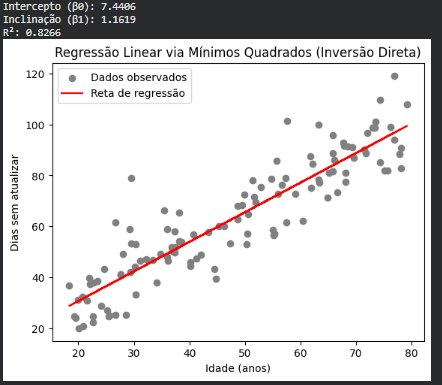 Intercepto (β0): 7.4406
Inclinação (β1): 1.1619
R²: 0.8266
Regressão Linear via Mínimos Quadrados (Inversão Direta)
Dados observados
Reta de regressão
120
100
80
60
40
20
Dias sem atualizar
20 30 40 50 60 70 80
Idade (anos)